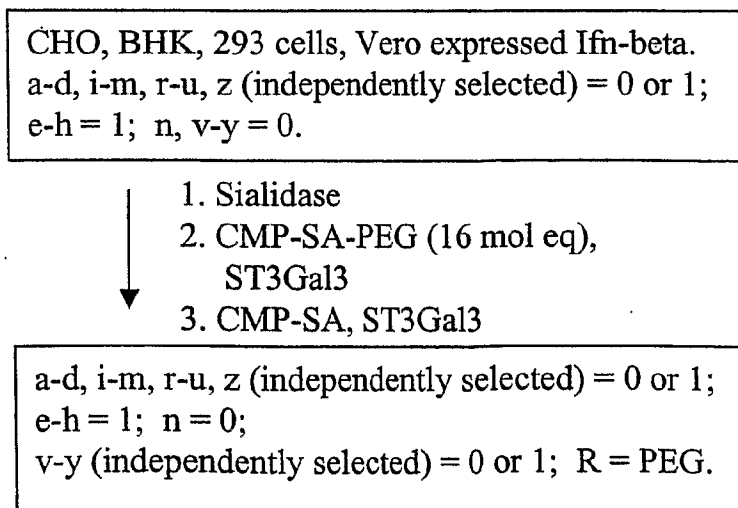 CHO, BHK, 293 cells, Vero expressed Ifn-beta.
a-d, i-m, r-u, z (independently selected) = 0 or 1;
e-h = 1; n, v-y = 0.
1. Sialidase
2. CMP-SA-PEG (16 mol eq),
ST3Gal3
3. CMP-SA, ST3Gal3
a-d, i-m, r-u, z (independently selected) = 0 or 1;
e-h = 1; n = 0;
v-y (independently selected) = 0 or 1; R = PEG.